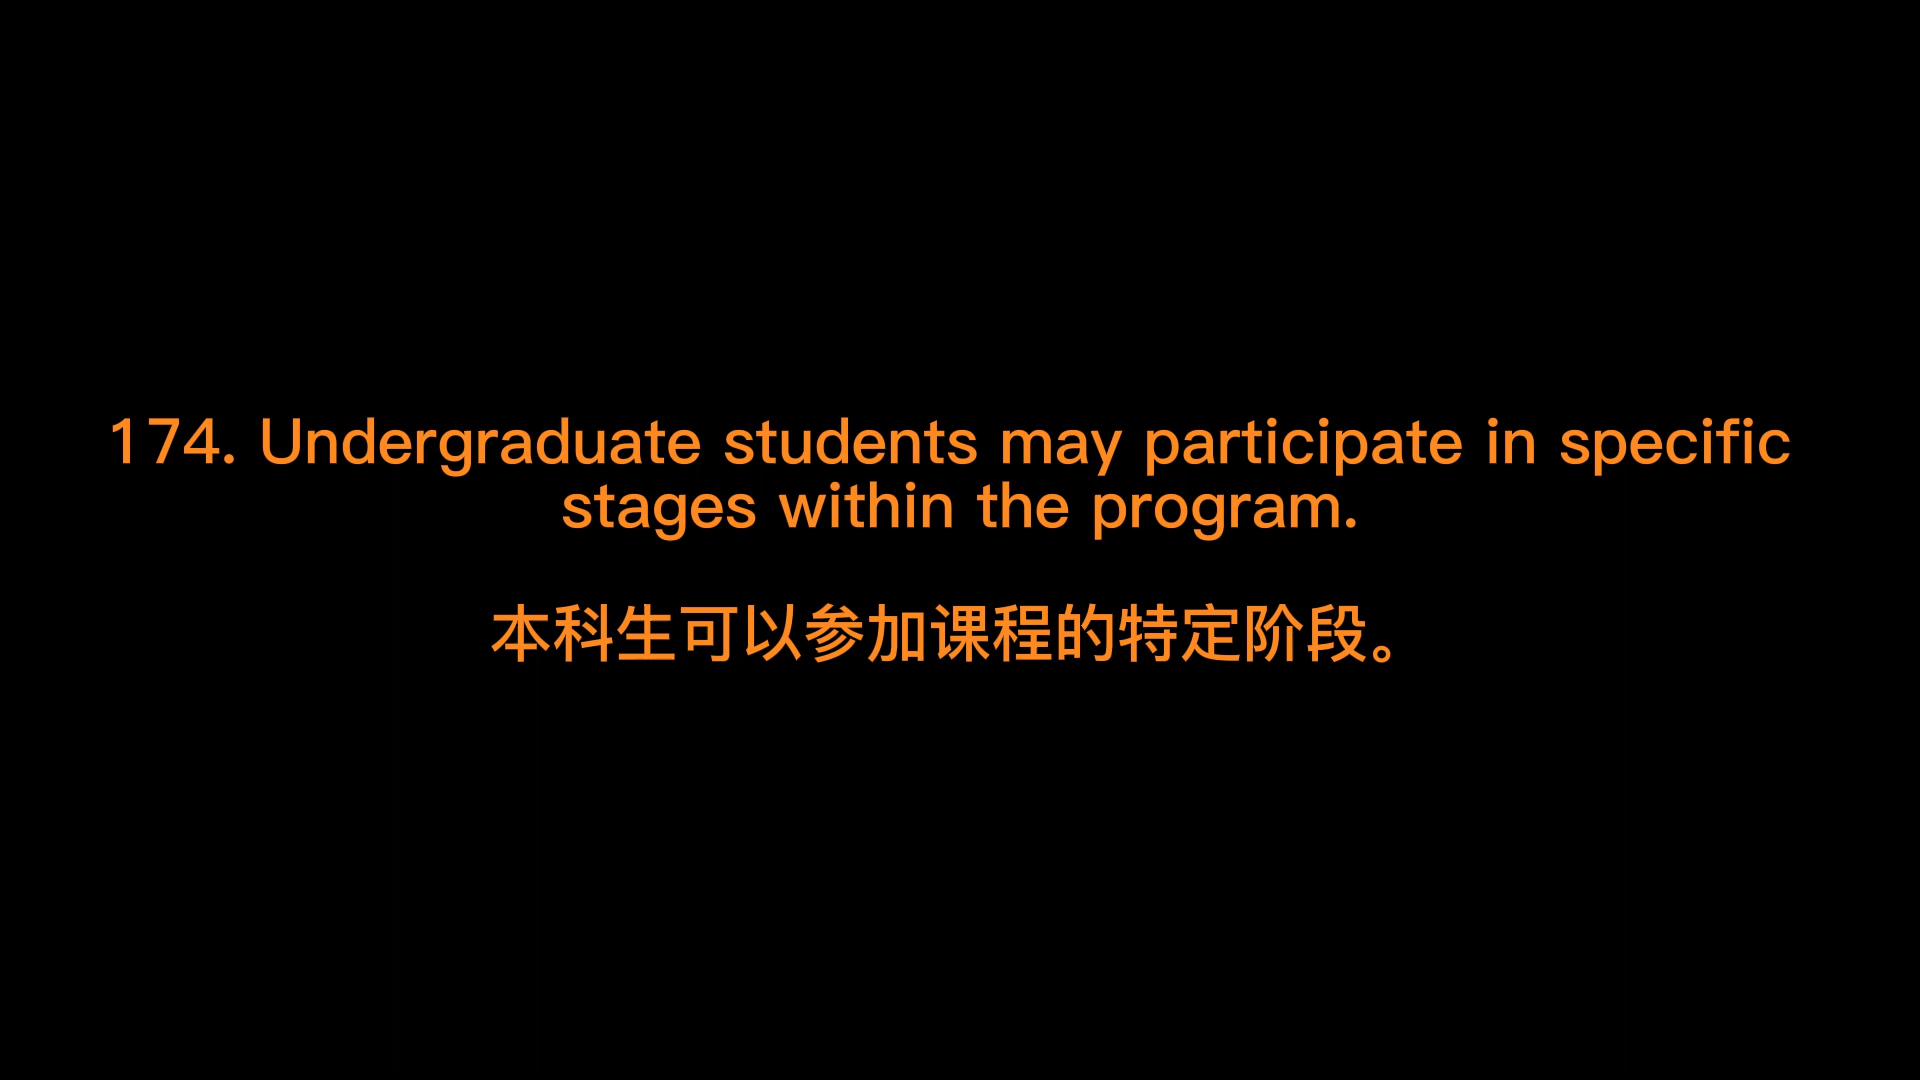 174. Undergraduate students may participate in specific
stages within the program.
本科生可以参加课程的特定阶段。